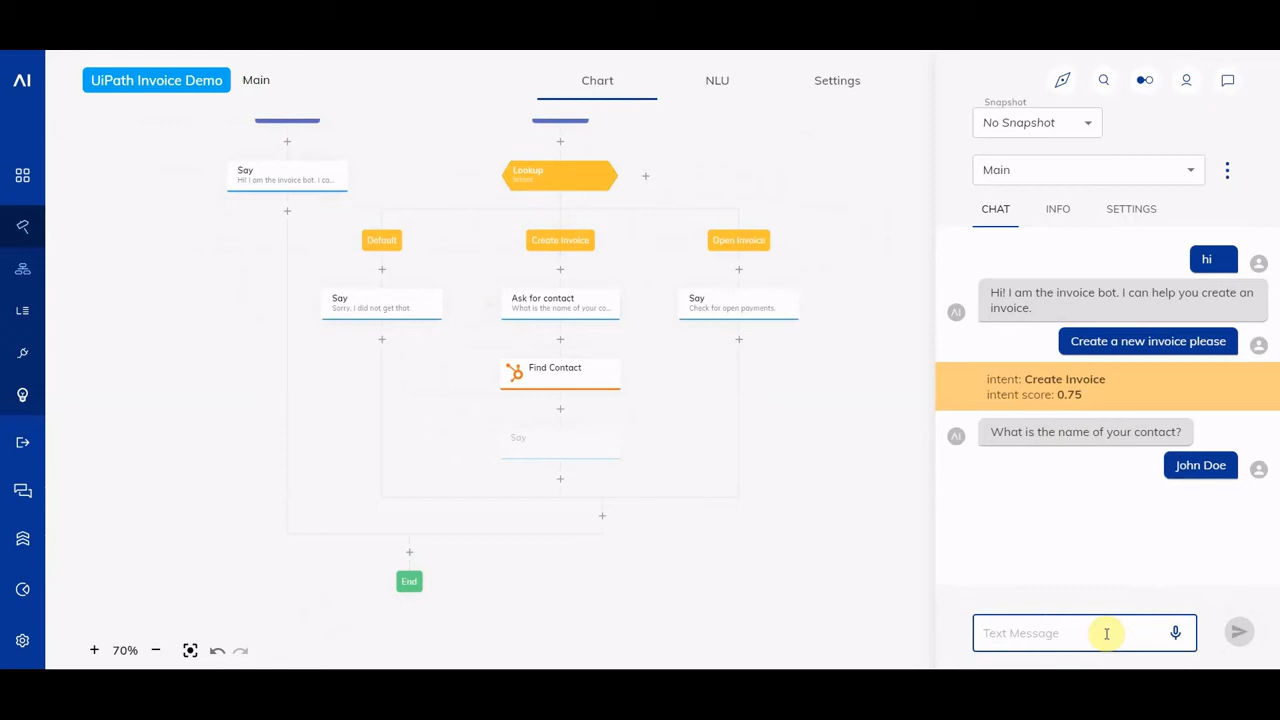 AI
UiPath Invoice Demo
Main
Chart
NLU
Settings
Say
Hi! I am the invoice bot. I ca...
Lookup
Intent
Default
Create Invoice
Open Invoice
Say
Sorry, I did not get that.
Ask for contact
What is the name of your co...
Say
Check for open payments.
Find Contact
Say
End
70%
Snapshot
No Snapshot
Main
CHAT
INFO
SETTINGS
hi
AI
Hi! I am the invoice bot. I can help you create an
invoice.
Create a new invoice please
intent: Create Invoice
intent score: 0.75
AI
What is the name of your contact?
John Doe
Text Message